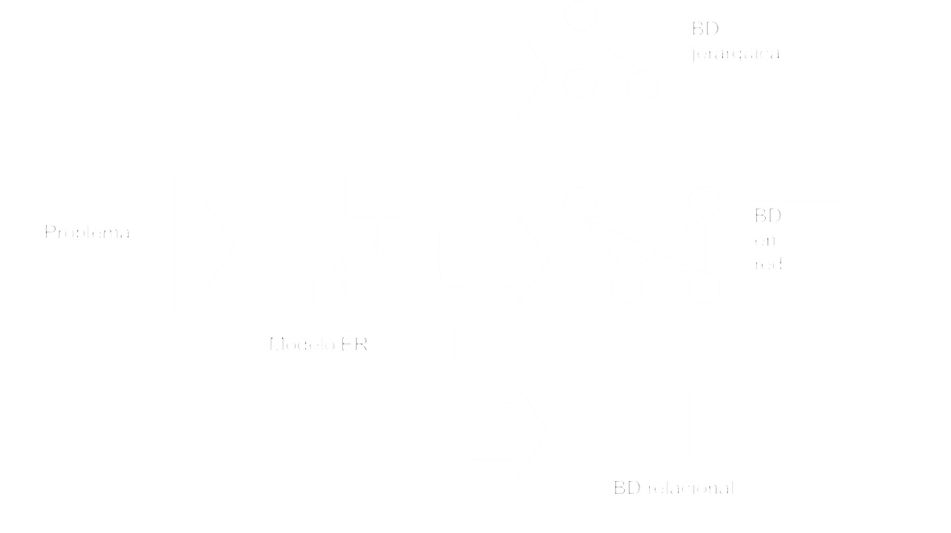 BD
jerárquica
Problema
BD
en
red
Modelo ER
BD relacional